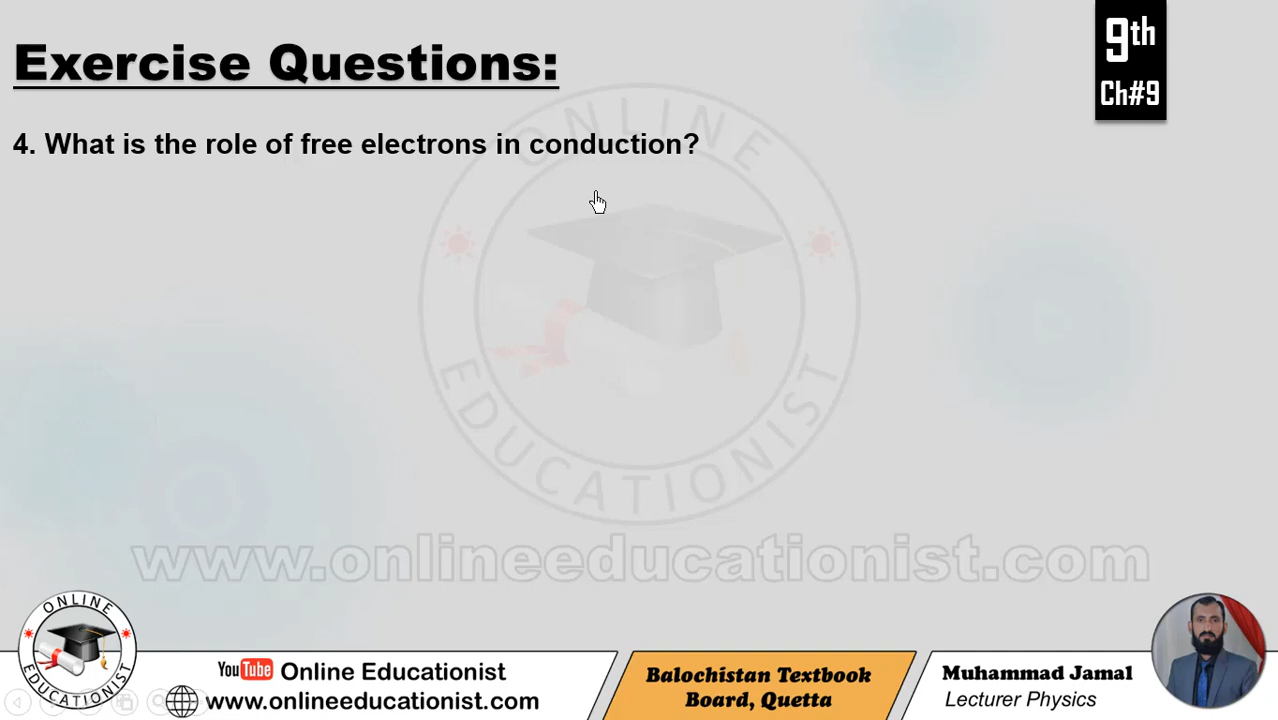 Exercise Questions:
9th
Ch#9
4. What is the role of free electrons in conduction?
ONLINE
EDUCATIONIST
www.onlineeducationist.com
ONLINE
EDUCATIONIST
YouTube Online Educationist
www.onlineeducationist.com
Balochistan Textbook
Board, Quetta
Muhammad Jamal
Lecturer Physics